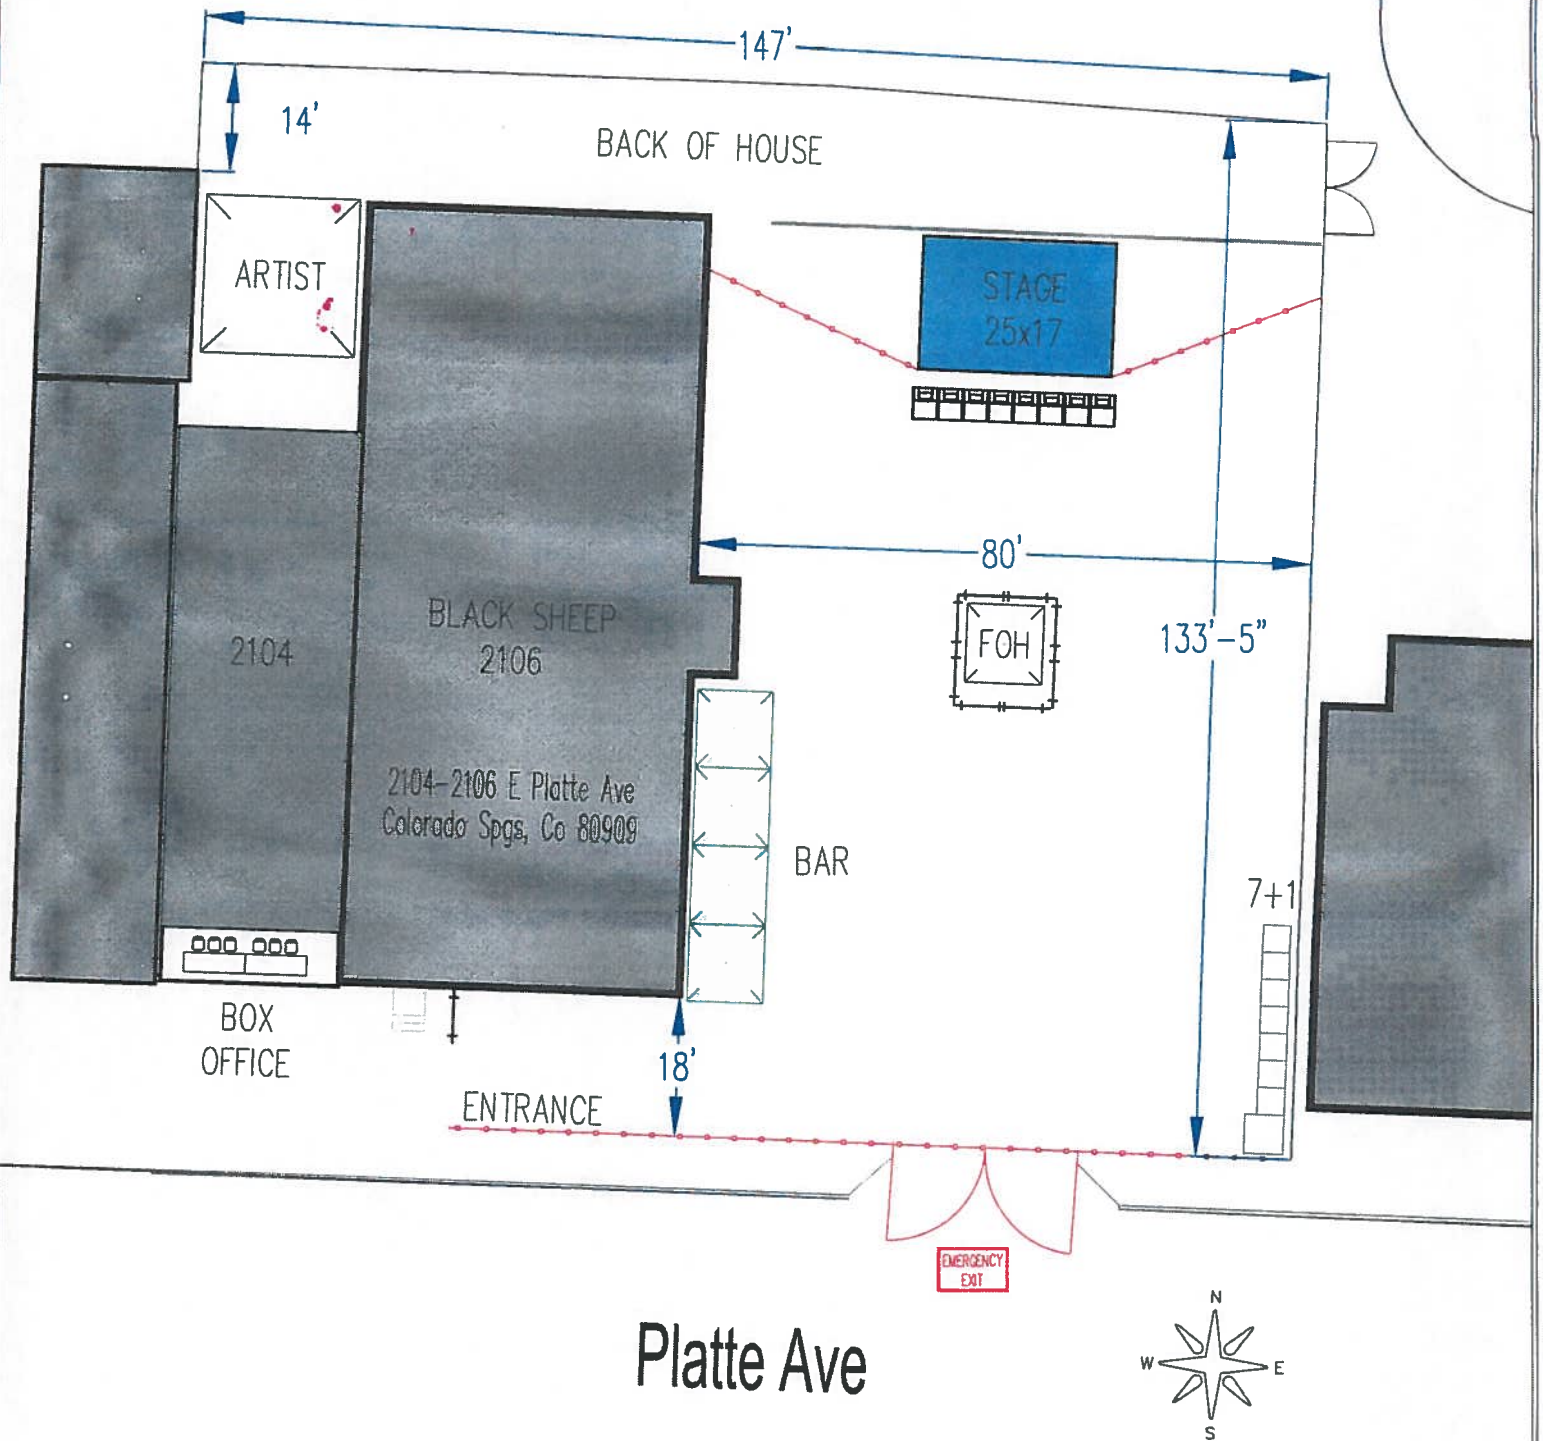 147'
14'
BACK OF HOUSE
ARTIST
STAGE
25x17
80'
FOH
133'-5"
BLACK SHEEP
2106
2104
2104-2106 E Platte Ave
Colorado Spgs, Co 80909
BAR
7+1
BOX
OFFICE
18'
ENTRANCE
EMERGENCY
EXIT
Platte Ave
N
W
E
S